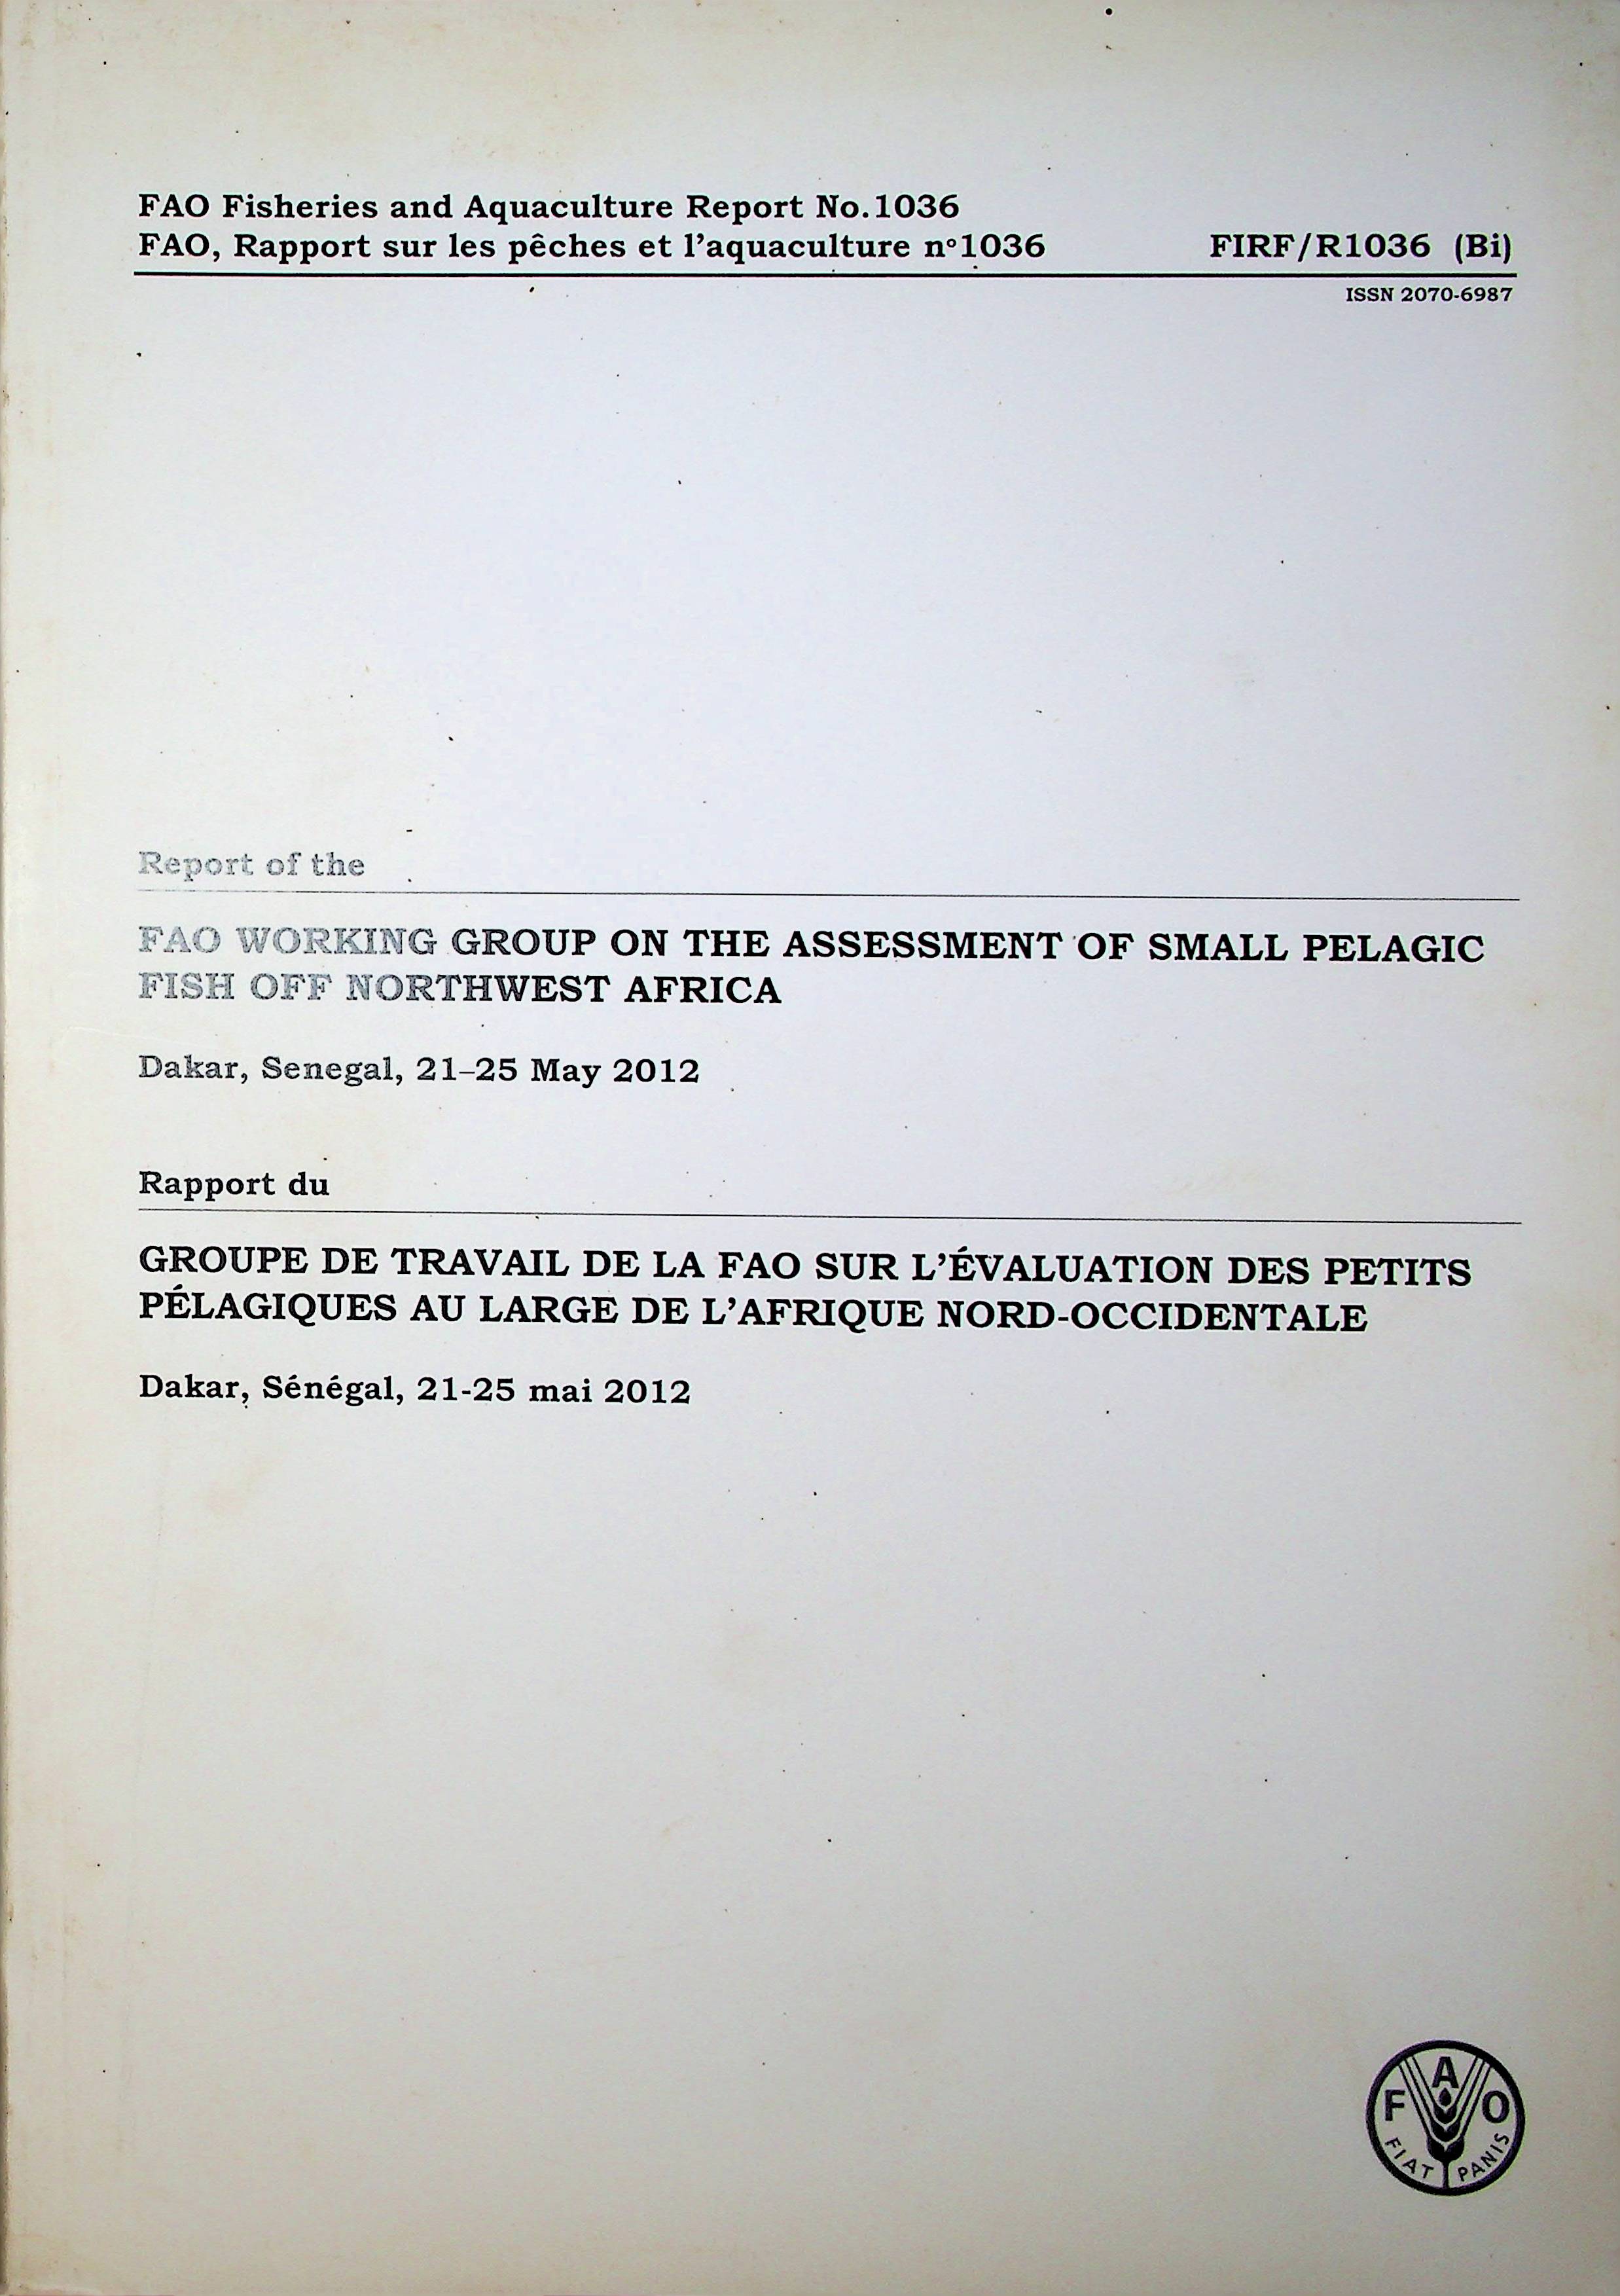 FAO Fisheries and Aquaculture Report No.1036
FAO, Rapport sur les pêches et l'aquaculture nº1036 FIRF/R1036 (Bi)
ISSN 2070-6987
Report of the
FAO WORKING GROUP ON THE ASSESSMENT OF SMALL PELAGIC
FISH OFF NORTHWEST AFRICA
Dakar, Senegal, 21–25 May 2012
Rapport du
GROUPE DE TRAVAIL DE LA FAO SUR L'ÉVALUATION DES PETITS
PÉLAGIQUES AU LARGE DE L'AFRIQUE NORD-OCCIDENTALE
Dakar, Sénégal, 21-25 mai 2012
FAO
FIAT PANIS